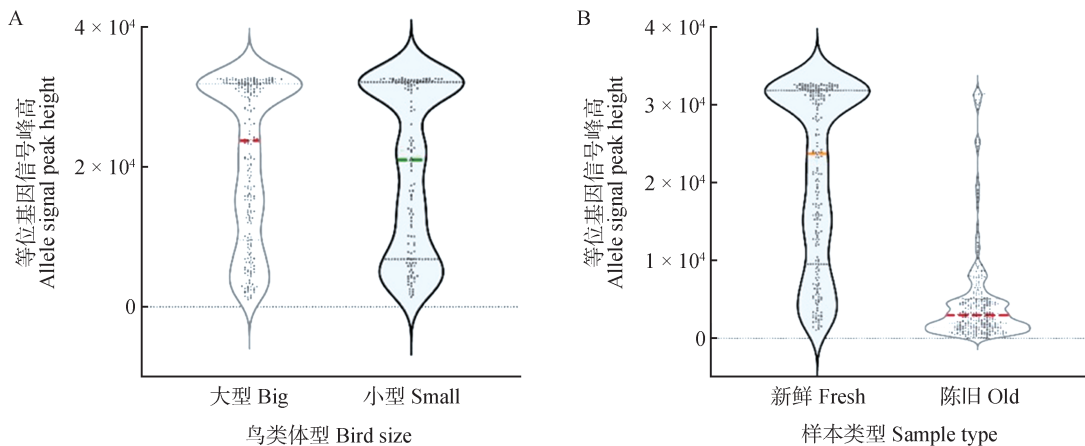 A
4 × 10⁴
2 × 10⁴
0
等位基因信号峰高
Allele signal peak height
大型 Big
小型 Small
鸟类体型 Bird size
B
4 × 10⁴
3 × 10⁴
2 × 10⁴
1 × 10⁴
0
等位基因信号峰高
Allele signal peak height
新鲜 Fresh
陈旧 Old
样本类型 Sample type